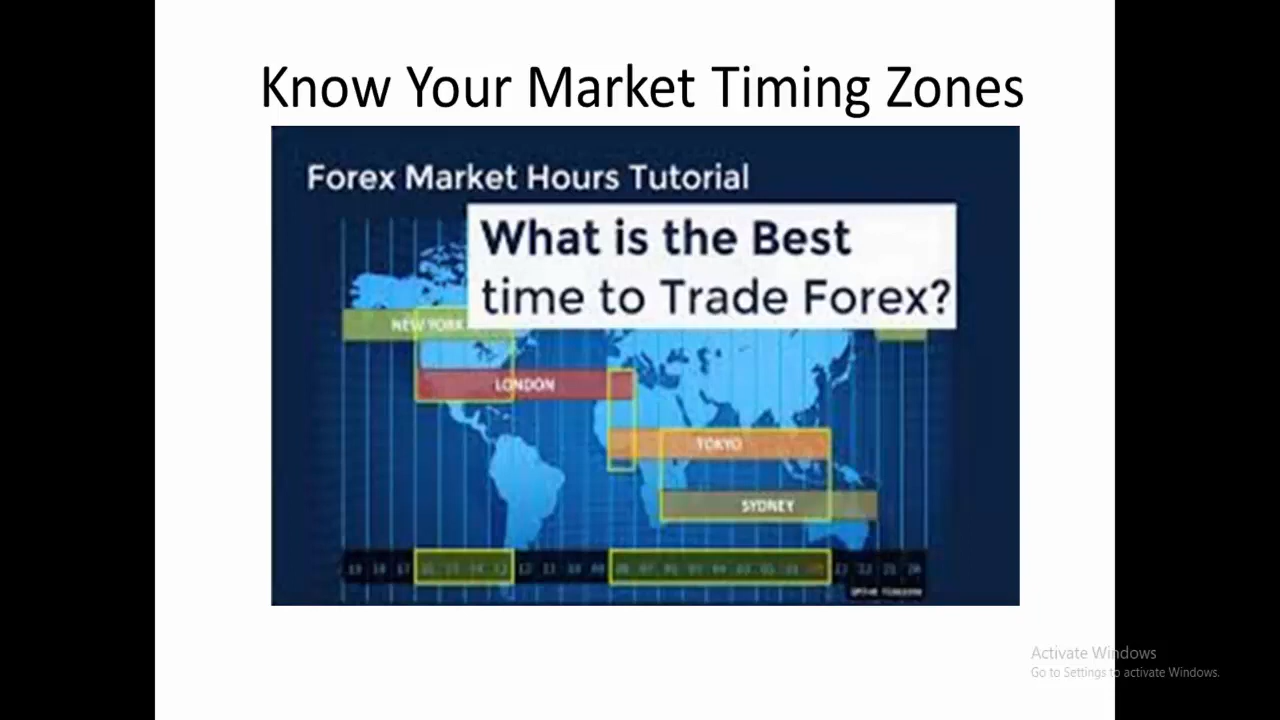 Know Your Market Timing Zones
Forex Market Hours Tutorial
What is the Best
time to Trade Forex?
NEW YORK
LONDON
TOKYO
SYDNEY
Activate Windows
Go to Settings to activate Windows.